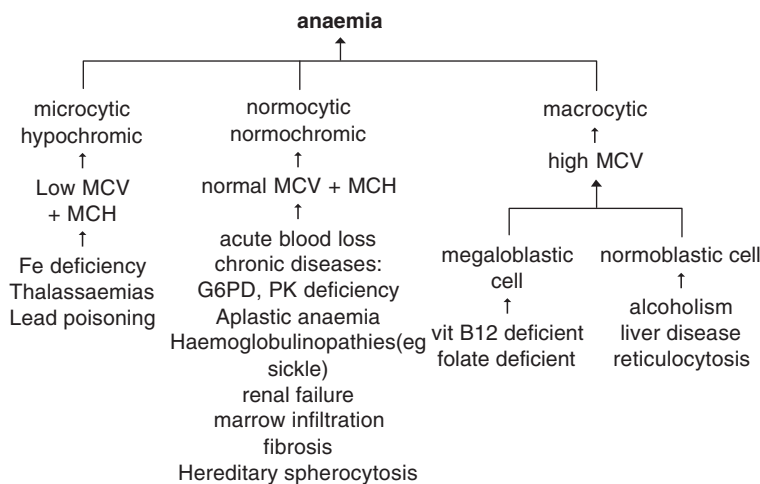 anaemia
microcytic
hypochromic
↑
Low MCV
+ MCH
↑
Fe deficiency
Thalassaemias
Lead poisoning
normocytic
normochromic
↑
normal MCV + MCH
↑
acute blood loss
chronic diseases:
G6PD, PK deficiency
Aplastic anaemia
Haemoglobulinopathies(eg
sickle)
renal failure
marrow infiltration
fibrosis
Hereditary spherocytosis
macrocytic
↑
high MCV
megaloblastic
cell
↑
vit B12 deficient
folate deficient
normoblastic cell
↑
alcoholism
liver disease
reticulocytosis